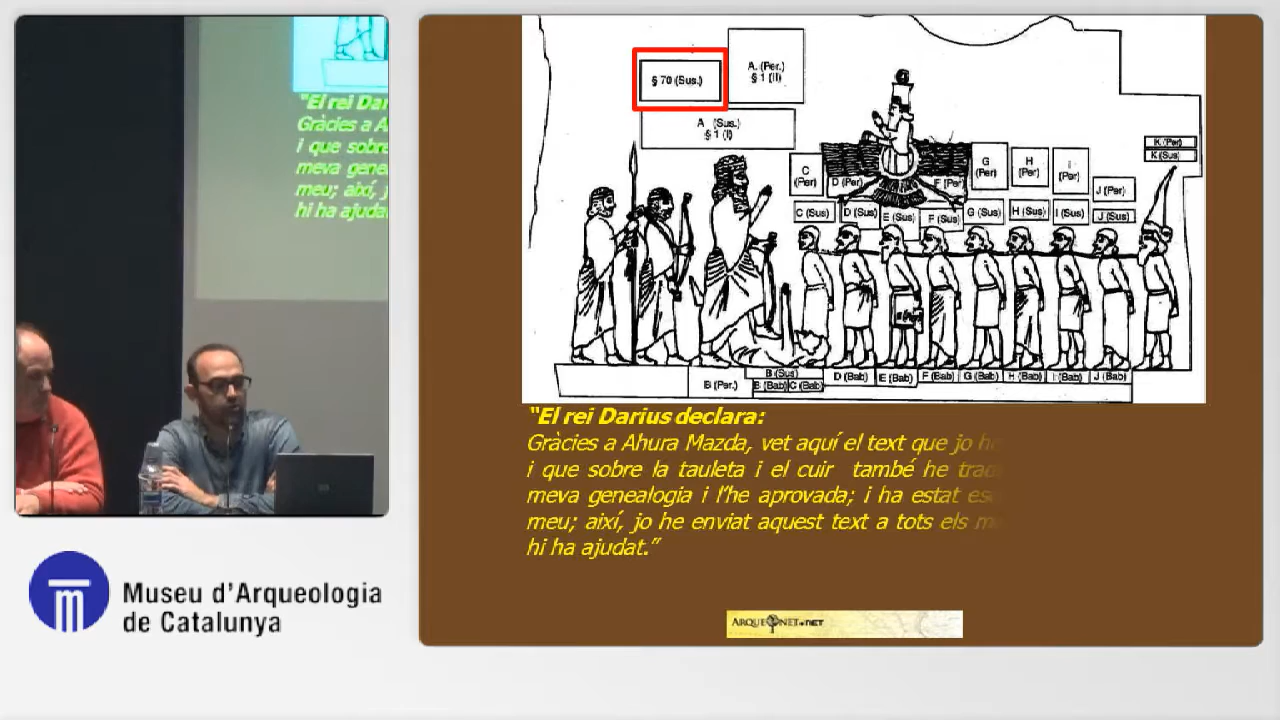 § 70 (Sus.)
A. (Per.)
§ 1 (II)
A (Sus.)
§ 1 (I)
C
(Per)
D (Per)
F (Per)
G
(Per)
H
(Per)
I
(Per)
J (Per)
K (Per)
K (Sus)
C (Sus)
D (Sus)
E (Sus)
F (Sus)
G (Sus)
H (Sus)
I (Sus)
J (Sus)
B (Per.)
B (Sus)
B (Bab)
C (Bab)
D (Bab)
E (Bab)
F (Bab)
G (Bab)
H (Bab)
I (Bab)
J (Bab)
"El rei Darius declara:
Gràcies a Ahura Mazda, vet aquí el text que jo he
i que sobre la tauleta i el cuir també he
meva genealogia i l'he aprovada; i ha estat
meu; així, jo he enviat aquest text a tots els
hi ha ajudat."
ARQUEONET.NET
"El rei
Gràcies a
i que
meva
meu; així,
hi ha
Museu d'Arqueologia
de Catalunya